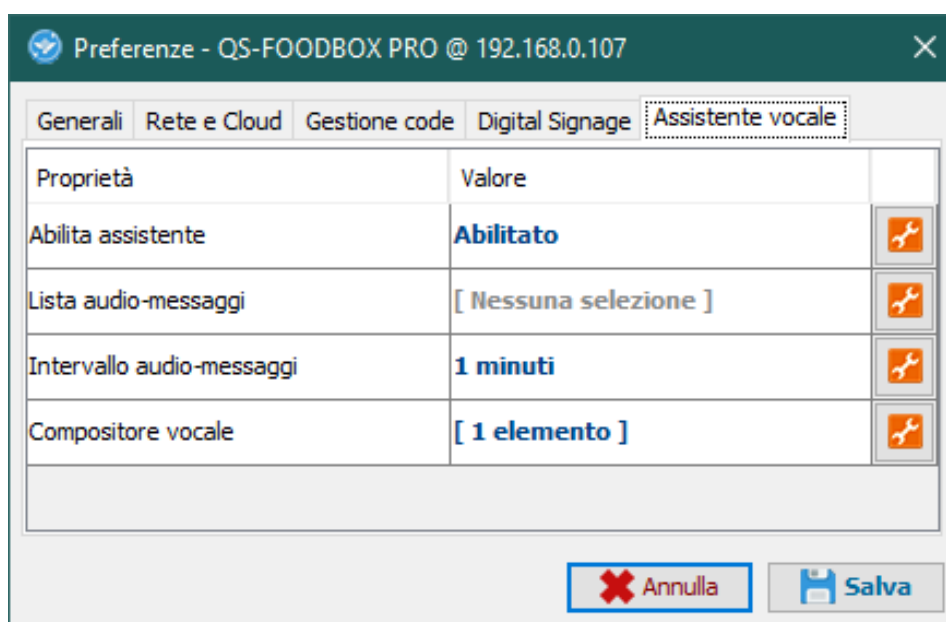 Preferenze - QS-FOODBOX PRO @ 192.168.0.107
Generali Rete e Cloud Gestione code Digital Signage Assistente vocale
Proprietà Valore
Abilita assistente Abilitato
Lista audio-messaggi [ Nessuna selezione ]
Intervallo audio-messaggi 1 minuti
Compositore vocale [ 1 elemento ]
Annulla Salva